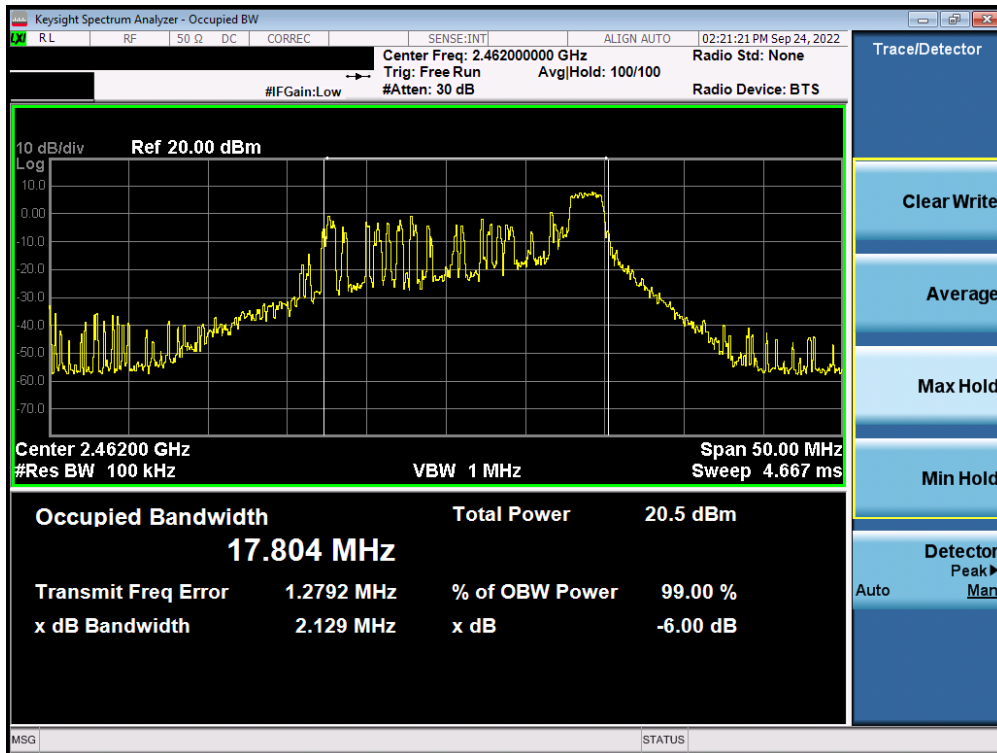 Keysight Spectrum Analyzer - Occupied BW
LXI RL RF 50 Ω DC CORREC SENSE:INT ALIGN AUTO 02:21:21 PM Sep 24, 2022
Center Freq: 2.462000000 GHz Radio Std: None
Trig: Free Run Avg|Hold: 100/100
#IFGain:Low #Atten: 30 dB Radio Device: BTS
10 dB/div Ref 20.00 dBm
Log
10.0
0.00
-10.0
-20.0
-30.0
-40.0
-50.0
-60.0
-70.0
Center 2.46200 GHz Span 50.00 MHz
#Res BW 100 kHz VBW 1 MHz Sweep 4.667 ms
Occupied Bandwidth Total Power 20.5 dBm
17.804 MHz
Transmit Freq Error 1.2792 MHz % of OBW Power 99.00 %
x dB Bandwidth 2.129 MHz x dB -6.00 dB
MSG STATUS
Trace/Detector
Clear Write
Average
Max Hold
Min Hold
Detector
Peak
Auto Man